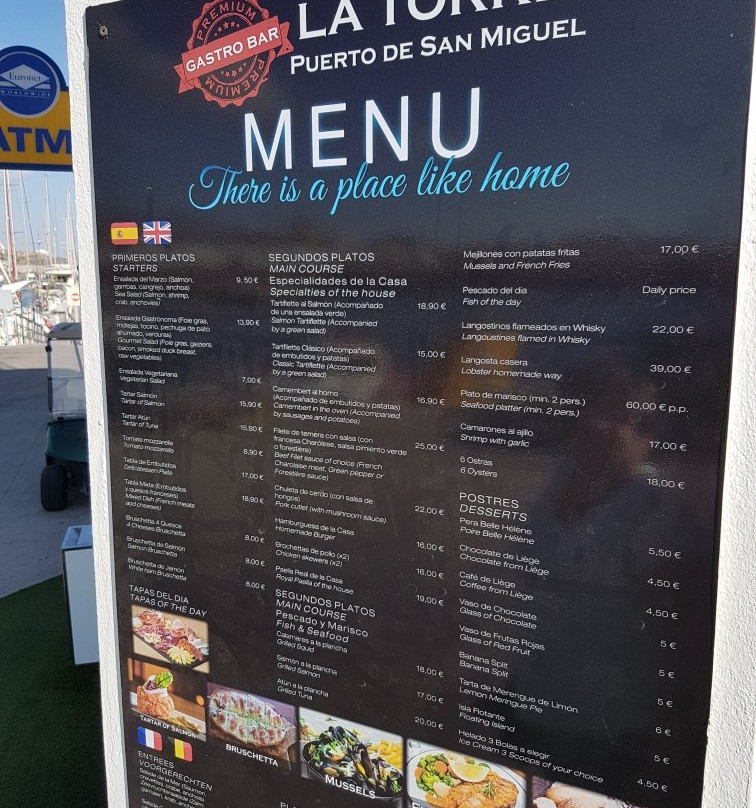 PREMIUM
GASTRO BAR
PREMIUM
LA
PUERTO DE SAN MIGUEL
MENU
There is a place like home
Euronet
WORLDWIDE
ATM
PRIMEROS PLATOS
STARTERS
Ensalada del Marzo (Salmon,
gambas, cangrejo, anchoa) 9,50 €
Sea Salad (Salmon, shrimp,
crab, anchovies)
Ensalada Gastronoma (Foie gras,
mollejas, tocino, pechuga de pato 13,90 €
ahumado, verduras)
Gourmet Salad (Foie gras, geziers,
bacon, smoked duck breast,
raw vegetables)
Ensalada Vegetariana
Vegetarian Salad 7,00 €
Tartar Salmón
Tartar of Salmon 15,90 €
Tartar Atún
Tartar of Tuna 15,90 €
Tomate mozzarella
Tomato mozzarella 8,90 €
Tabla de Embutidos
Delicatessen Plate 17,00 €
Tabla Mixta (Embutidos
y quesos franceses) 18,90 €
Mixed Dish (French meats
and cheeses)
Bruschetta 4 Quesos
4 Cheeses Bruschetta 8,00 €
Bruschetta de Salmón
Salmon Bruschetta 8,00 €
Bruschetta de Jamon
White ham Bruschetta 8,00 €
TAPAS DEL DIA
TAPAS OF THE DAY
TARTAR OF SALMON
ENTREES
VOORGERECHTEN
SEGUNDOS PLATOS
MAIN COURSE
Especialidades de la Casa
Specialties of the house
Tartiflette al Salmón (Acompañado
de una ensalada verde) 18,90 €
Salmon Tartiflette (Accompanied
by a green salad)
Tartiflette Clásico (Acompañado
de embutidos y patatas) 15,00 €
Classic Tartiflette (Accompanied
by a green salad)
Camembert al horno
(Acompañado de embutidos y patatas) 16,90 €
Camembert in the oven (Accompanied
by sausages and potatoes)
Filete de ternera con salsa (con
francesa Charolese, salsa pimiento verde
o forestière) 25,00 €
Beef Filet sauce of choice (French
Charolaise meat, Green pepper or
Forestière sauce)
Chuleta de cerdo (con salsa de
hongos) 22,00 €
Pork cutlet (with mushroom sauce)
Hamburguesa de la Casa
Homemade Burger 16,00 €
Brochettas de pollo (x2)
Chicken skewers (x2) 16,00 €
Paella Real de la Casa
Royal Paella of the house 19,00 €
SEGUNDOS PLATOS
MAIN COURSE
Pescado y Marisco
Fish & Seafood
Calamares a la plancha
Grilled Squid 18,00 €
Salmón a la plancha
Grilled Salmon 17,00 €
Atún a la plancha
Grilled Tuna 20,00 €
BRUSCHETTA
MUSSELS
Mejillones con patatas fritas 17,00 €
Mussels and French Fries
Pescado del dia Daily price
Fish of the day
Langostinos flameados en Whisky 22,00 €
Langoustines flamed in Whisky
Langosta casera 39,00 €
Lobster homemade way
Plato de marisco (min. 2 pers.) 60,00 € p.p.
Seafood platter (min. 2 pers.)
Camarones al ajillo 17,00 €
Shrimp with garlic
6 Ostras 18,00 €
6 Oysters
POSTRES
DESSERTS
Pera Belle Hélène 5,50 €
Poire Belle Hélène
Chocolate de Liège 4,50 €
Chocolate from Liège
Café de Liège 4,50 €
Coffee from Liège
Vaso de Chocolate 5 €
Glass of Chocolate
Vaso de Frutas Rojas 5 €
Glass of Red Fruit
Banana Split 5 €
Banana Split
Tarta de Merengue de Limón 6 €
Lemon Meringue Pie
Isla Flotante 5 €
Floating Island
Helado 3 Bolas a elegir 4,50 €
Ice Cream 3 Scoops of your choice